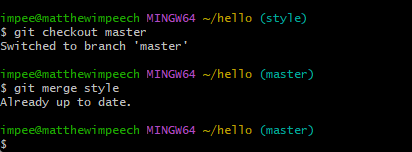 impee@matthewimpeech MINGW64 ~/hello (style)
$ git checkout master
Switched to branch 'master'
impee@matthewimpeech MINGW64 ~/hello (master)
$ git merge style
Already up to date.
impee@matthewimpeech MINGW64 ~/hello (master)
$